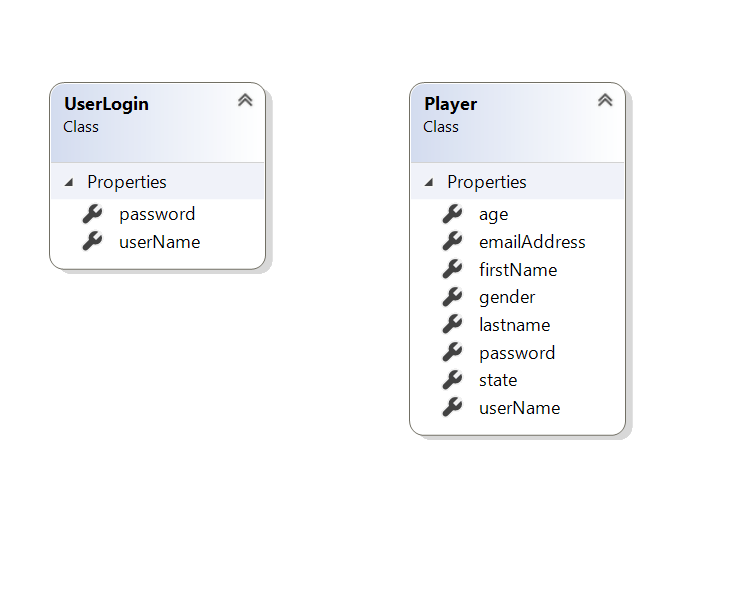 UserLogin
Class
Properties
password
userName
Player
Class
Properties
age
emailAddress
firstName
gender
lastname
password
state
userName